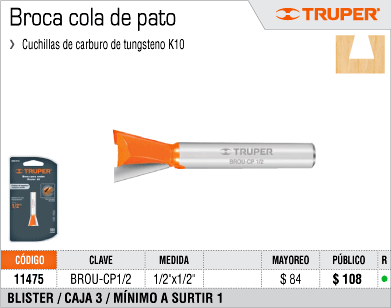 Broca cola de pato
TRUPER®
› Cuchillas de carburo de tungsteno K10
TRUPER
BROU-CP 1/2
TRUPER
CÓDIGO CLAVE MEDIDA MAYOREO PÚBLICO R
11475 BROU-CP1/2 1/2"x1/2" $ 84 $ 108
BLISTER / CAJA 3 / MÍNIMO A SURTIR 1